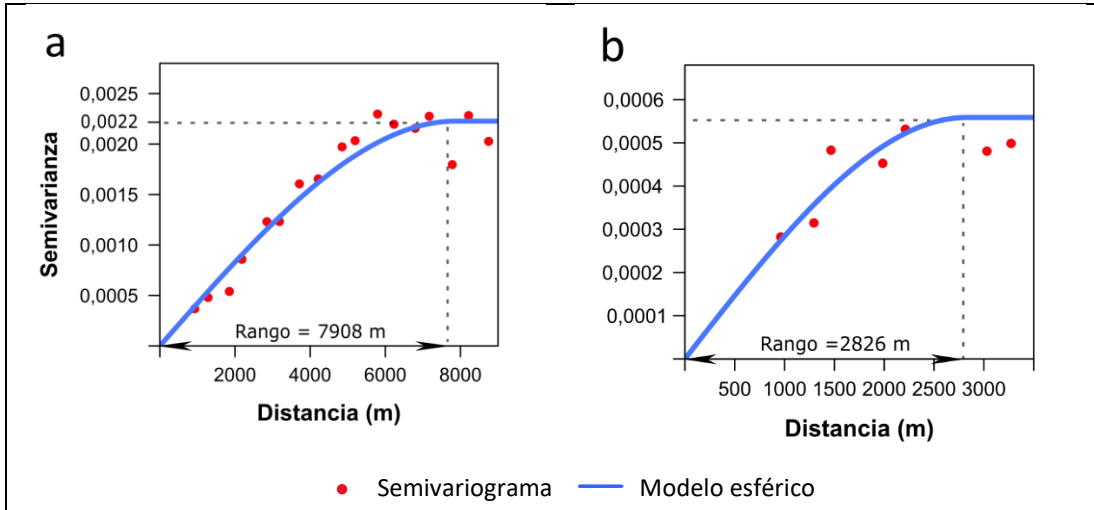 a
0,0025
0,0022
0,0020
0,0015
0,0010
0,0005
Semivarianza
Rango = 7908 m
2000 4000 6000 8000
Distancia (m)
b
0,0006
0,0005
0,0004
0,0003
0,0002
0,0001
Rango =2826 m
500 1000 1500 2000 2500 3000
Distancia (m)
Semivariograma Modelo esférico